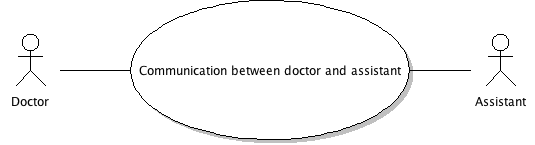 Communication between doctor and assistant
Doctor
Assistant